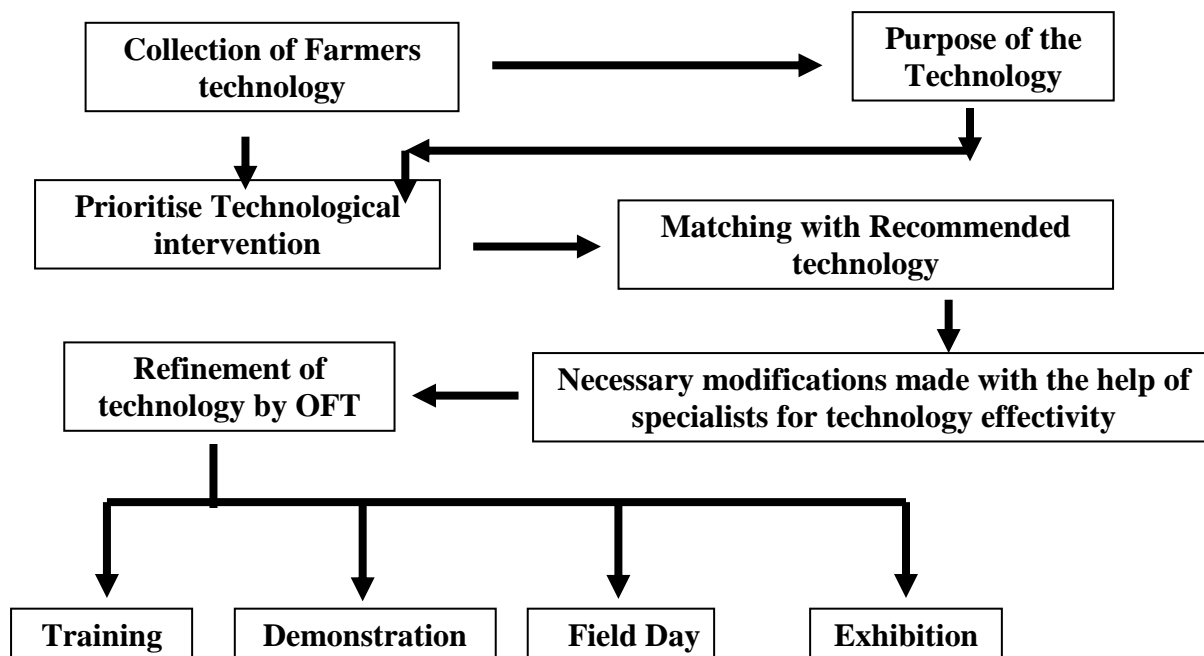 Collection of Farmers
technology
Purpose of the
Technology
Prioritise Technological
intervention
Matching with Recommended
technology
Refinement of
technology by OFT
Necessary modifications made with the help of
specialists for technology effectivity
Training
Demonstration
Field Day
Exhibition